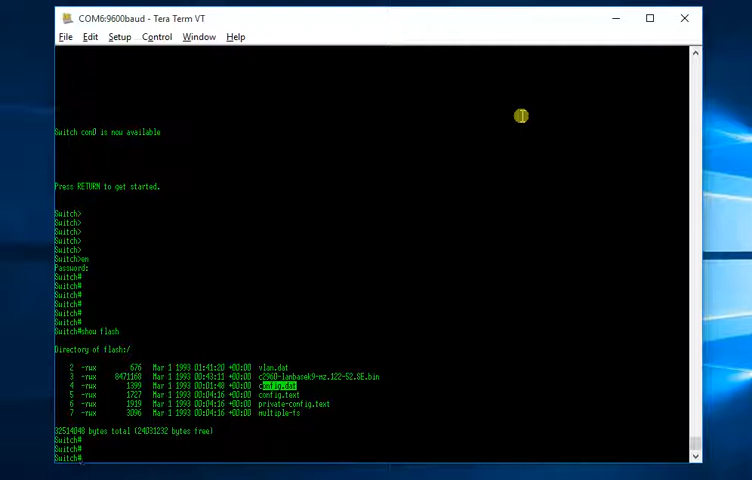 COM6:9600baud - Tera Term VT
File Edit Setup Control Window Help
Switch con0 is now available
Press RETURN to get started.
Switch>
Switch>
Switch>
Switch>
Switch>
Switch>en
Password:
Switch#
Switch#
Switch#
Switch#
Switch#
Switch#
Switch#show flash
Directory of flash:/
2 -rwx 676 Mar 1 1993 01:41:20 +00:00 vlan.dat
3 -rwx 8471168 Mar 1 1993 00:43:11 +00:00 c2960-lanbasek9-mz.122-52.SE.bin
4 -rwx 1399 Mar 1 1993 00:01:48 +00:00 config.dat
5 -rwx 1727 Mar 1 1993 00:04:16 +00:00 config.text
6 -rwx 1919 Mar 1 1993 00:04:16 +00:00 private-config.text
7 -rwx 3096 Mar 1 1993 00:04:16 +00:00 multiple-fs
32514048 bytes total (24031232 bytes free)
Switch#
Switch#
Switch#